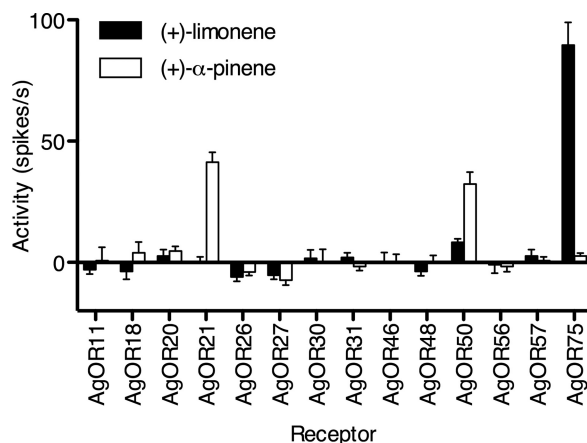 100
50
0
Activity (spikes/s)
(+)-limonene
(+)-α-pinene
AgOR11
AgOR18
AgOR20
AgOR21
AgOR26
AgOR27
AgOR30
AgOR31
AgOR46
AgOR48
AgOR50
AgOR56
AgOR57
AgOR75
Receptor